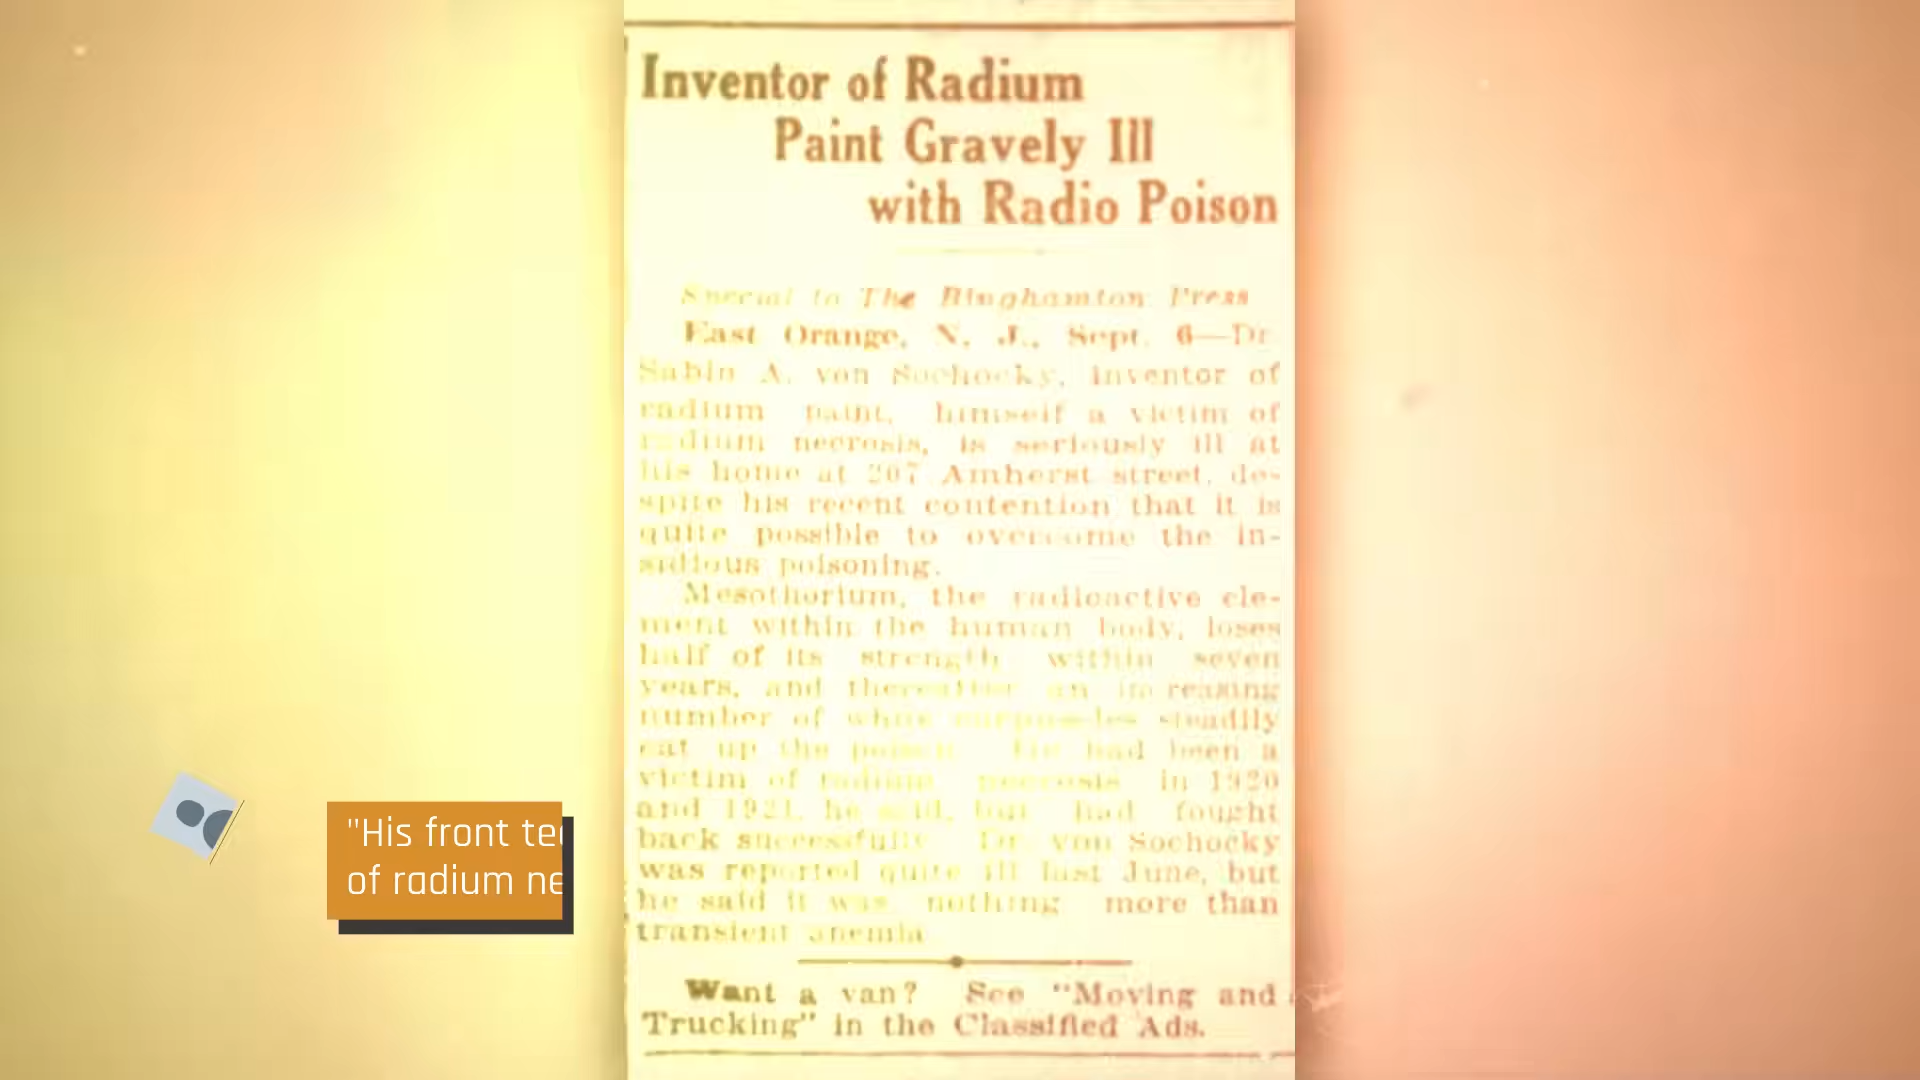 Inventor of Radium
Paint Gravely Ill
with Radio Poison
Special to The Binghamton Press
East Orange, N. J., Sept. 6—Dr
Sabin A. von Sochocky, inventor of
radium paint, himself a victim of
radium necrosis, is seriously ill at
his home at 207 Amherst street, de-
spite his recent contention that it is
quite possible to overcome the in-
sidious poisoning.
Mesothorium, the radioactive ele-
ment within the human body, loses
half of its strength within seven
years, and thereafter an increasing
number of white corpuscles steadily
eat up the poison. He had been a
victim of radium necrosis in 1920
and 1921, he said, but had fought
back successfully. Dr. von Sochocky
was reported quite ill last June, but
he said it was nothing more than
transient anemia
Want a van? See "Moving and
Trucking" in the Classified Ads.
"His front te
of radium ne